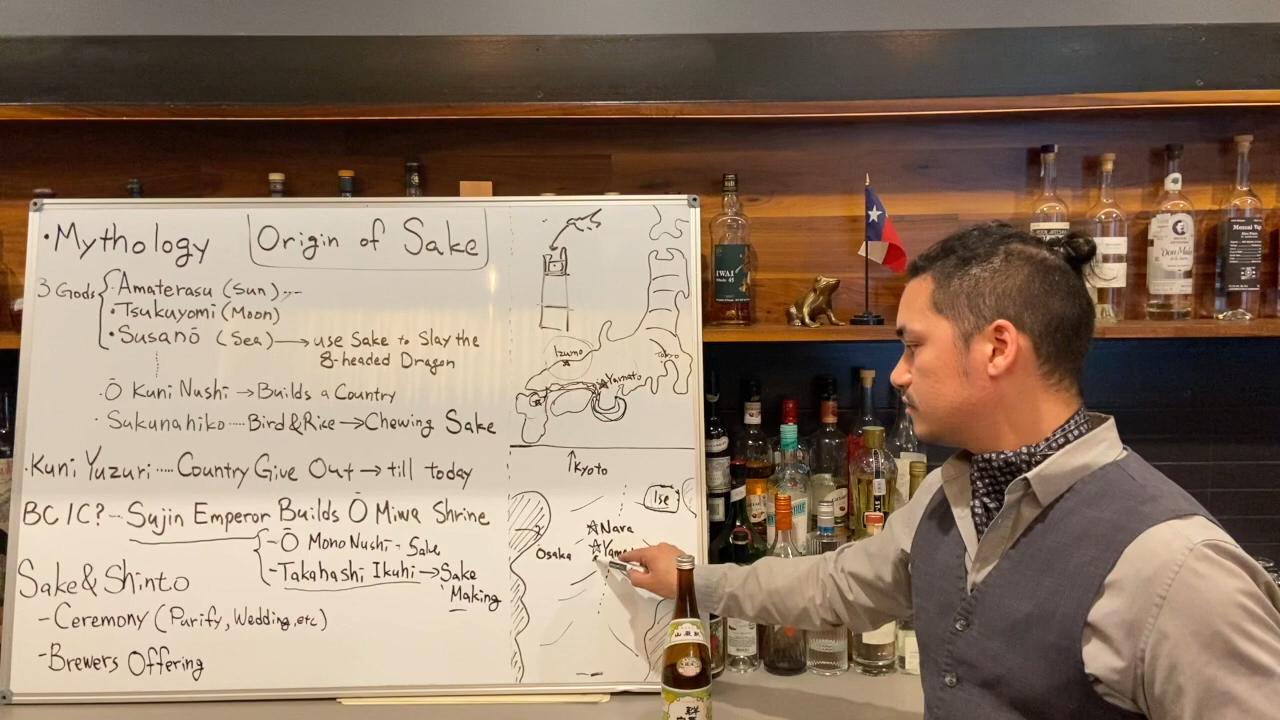 • Mythology
Origin of Sake
3 Gods
• Amaterasu (Sun)
• Tsukuyomi (Moon)
• Susanō (Sea) → use Sake to Slay the
8-headed Dragon
• Ō Kuni Nushi → Builds a Country
• Sukunahiko .... Bird & Rice → Chewing Sake
• Kuni Yuzuri .... Country Give Out → till today
BC 1C? -- Sujin Emperor Builds Ō Miwa Shrine
- Ō Mono Nushi - Sake
- Takahashi Ikuhi → Sake
Making
Sake & Shinto
- Ceremony (Purify, Wedding, etc)
- Brewers Offering
Izumo
Tokyo
Yamato
↑ Kyoto
Ise
Nara
Ōsaka
IWAI
45
Mezcal